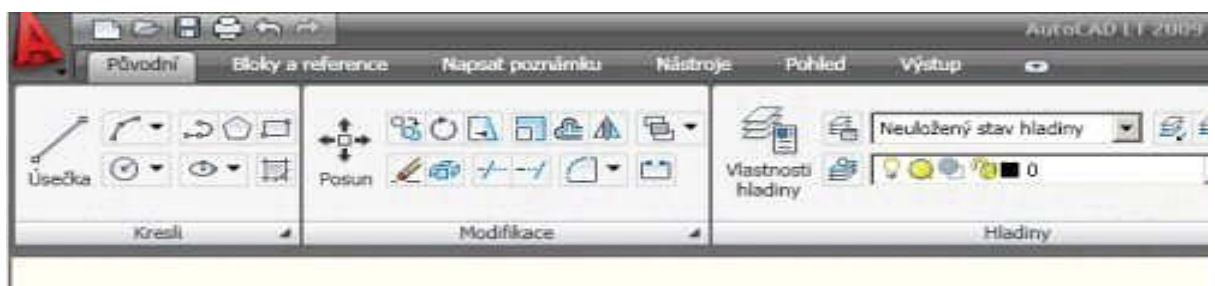 AutoCAD LT 2009
Původní Bloky a reference Napsat poznámku Nástroje Pohled Výstup
Neuložený stav hladiny
Úsečka Posun Vlastnosti hladiny 0
Kresli Modifikace Hladiny